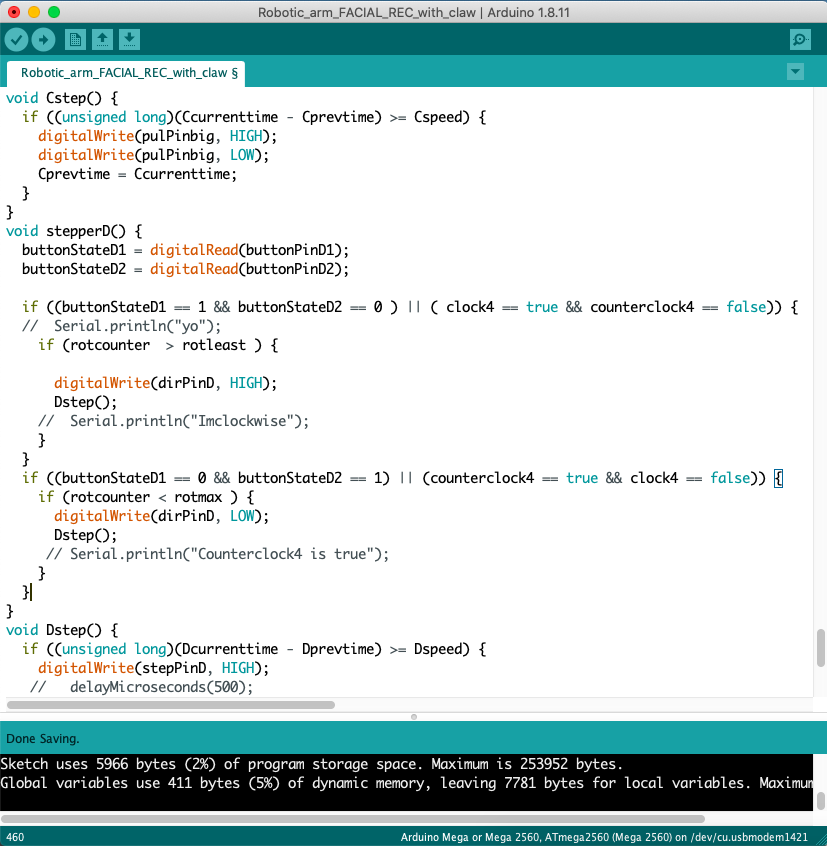 Robotic_arm_FACIAL_REC_with_claw | Arduino 1.8.11
Robotic_arm_FACIAL_REC_with_claw §
void Cstep() {
  if ((unsigned long)(Ccurrenttime - Cprevtime) >= Cspeed) {
    digitalWrite(pulPinbig, HIGH);
    digitalWrite(pulPinbig, LOW);
    Cprevtime = Ccurrenttime;
  }
}
void stepperD() {
  buttonStateD1 = digitalRead(buttonPinD1);
  buttonStateD2 = digitalRead(buttonPinD2);
  if ((buttonStateD1 == 1 && buttonStateD2 == 0 ) || ( clock4 == true && counterclock4 == false)) {
  //  Serial.println("yo");
    if (rotcounter  > rotleast ) {
      digitalWrite(dirPinD, HIGH);
      Dstep();
    //  Serial.println("Imclockwise");
    }
  }
  if ((buttonStateD1 == 0 && buttonStateD2 == 1) || (counterclock4 == true && clock4 == false)) {
    if (rotcounter < rotmax ) {
      digitalWrite(dirPinD, LOW);
      Dstep();
     // Serial.println("Counterclock4 is true");
    }
  }
}
void Dstep() {
  if ((unsigned long)(Dcurrenttime - Dprevtime) >= Dspeed) {
    digitalWrite(stepPinD, HIGH);
   //   delayMicroseconds(500);
Done Saving.
Sketch uses 5966 bytes (2%) of program storage space. Maximum is 253952 bytes.
Global variables use 411 bytes (5%) of dynamic memory, leaving 7781 bytes for local variables. Maximum
460
Arduino Mega or Mega 2560, ATmega2560 (Mega 2560) on /dev/cu.usbmodem1421